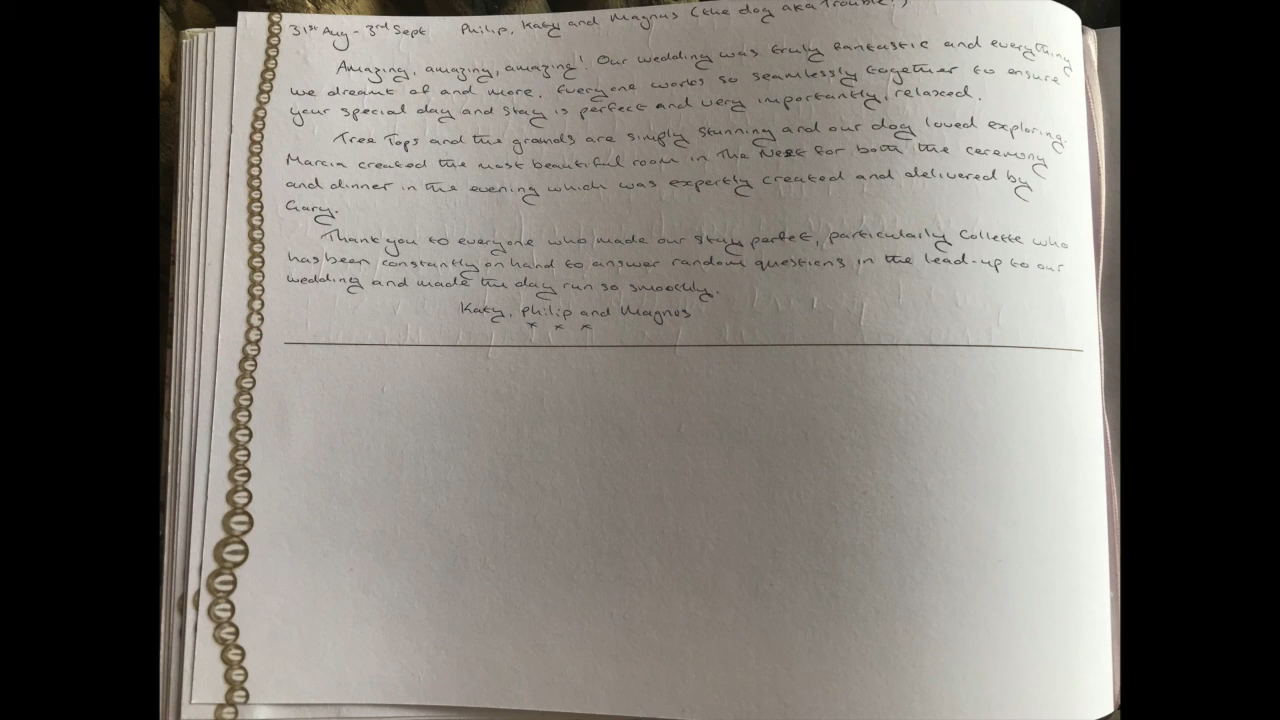 31st Aug - 3rd Sept Philip, Katy and Magnus (the dog aka Trouble!)
Amazing, amazing, amazing! Our wedding was truly fantastic and everything
we dreamt of and more. Everyone works so seamlessly together to ensure
your special day and stay is perfect and very importantly, relaxed.
Tree Tops and the grounds are simply stunning and our dog loved exploring.
Marcia created the most beautiful room in The Nest for both the ceremony
and dinner in the evening which was expertly created and delivered by
Gary.
Thank you to everyone who made our stay perfect, particularily Collette who
has been constantly on hand to answer random questions in the lead-up to our
wedding and made the day run so smoothly.
Katy, Philip and Magnus
x x x